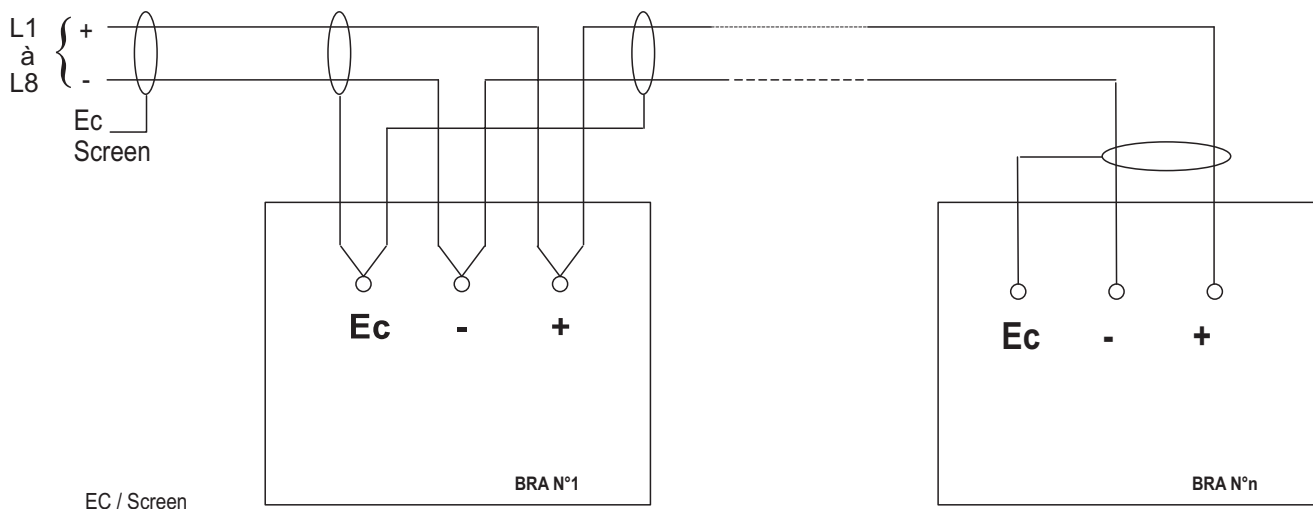 L1
à
L8
+
-
Ec
Screen
Ec - +
BRA N°1
Ec - +
BRA N°n
EC / Screen